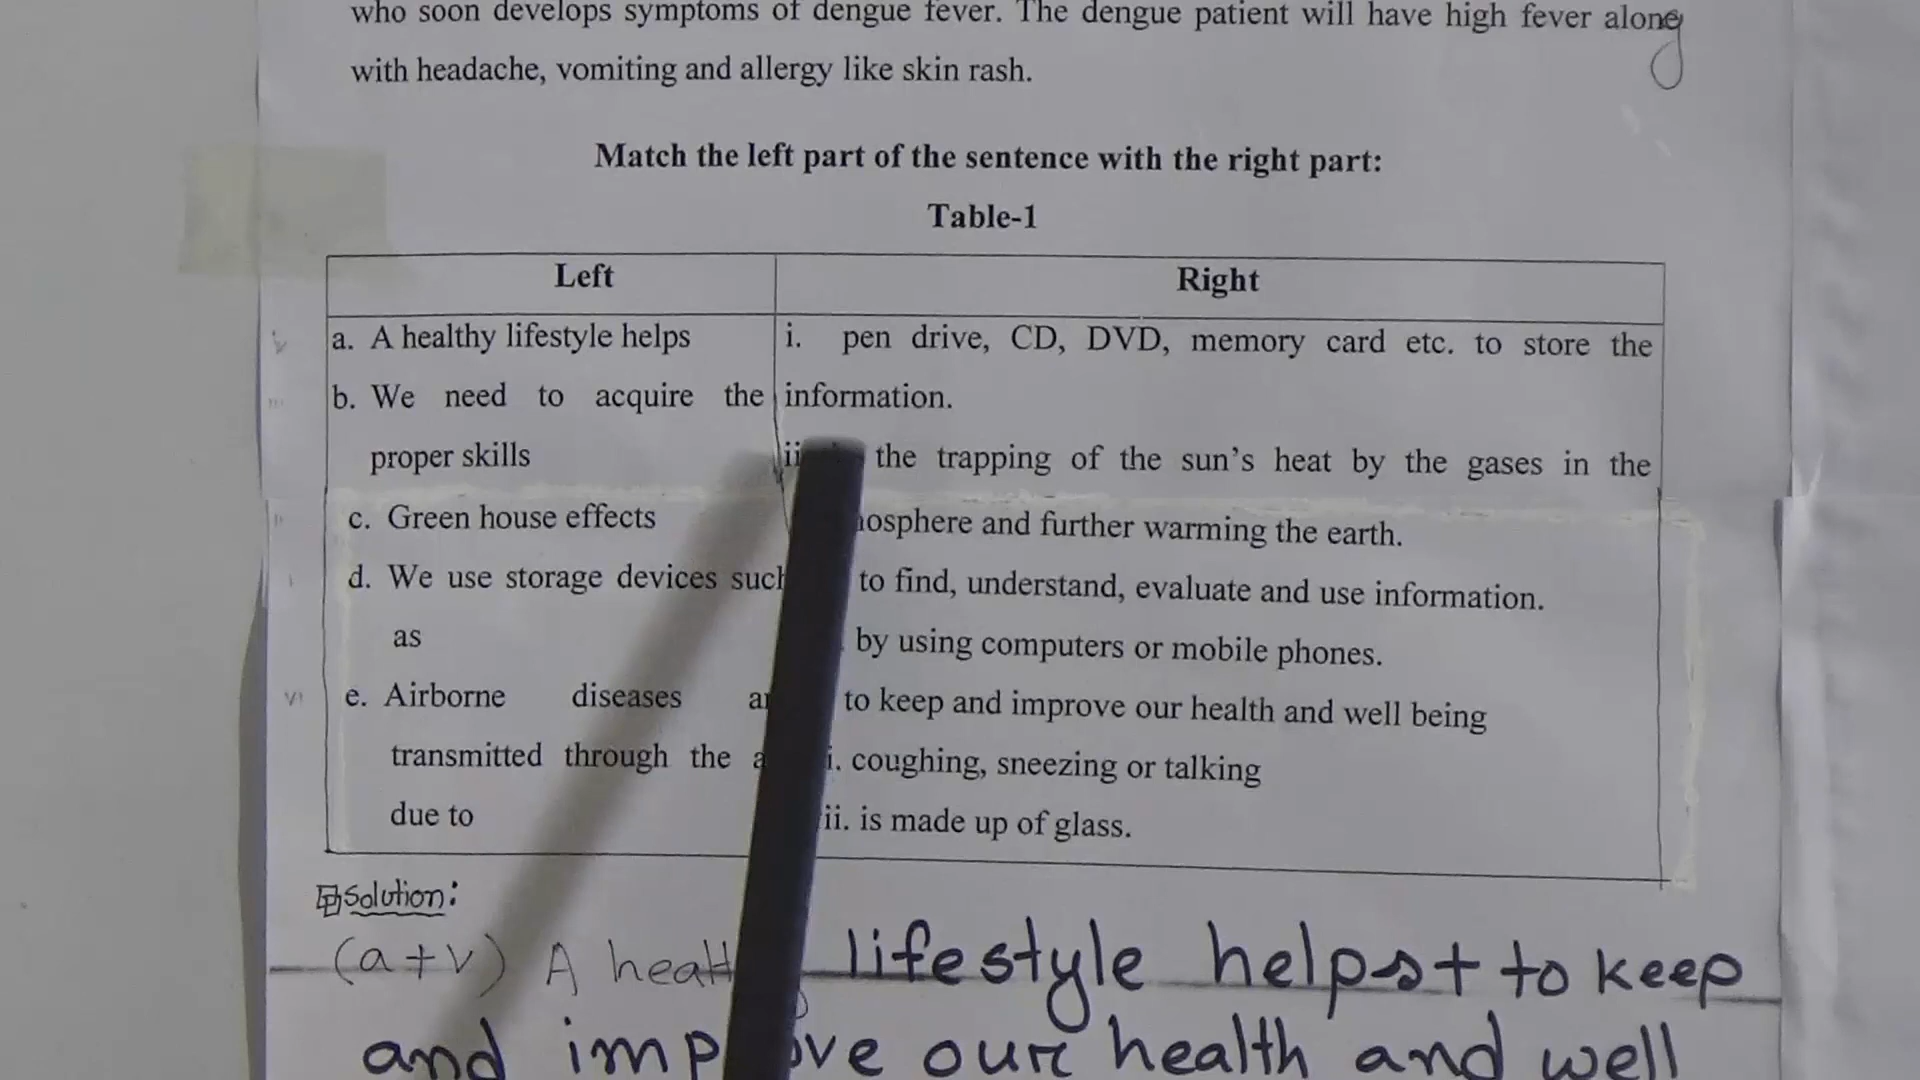 who soon develops symptoms of dengue fever. The dengue patient will have high fever along
with headache, vomiting and allergy like skin rash.
Match the left part of the sentence with the right part:
Table-1
Left
Right
a. A healthy lifestyle helps
b. We need to acquire the
proper skills
c. Green house effects
d. We use storage devices such
as
e. Airborne diseases
transmitted through the
due to
i. pen drive, CD, DVD, memory card etc. to store the
information.
the trapping of the sun's heat by the gases in the
and further warming the earth.
to find, understand, evaluate and use information.
by using computers or mobile phones.
to keep and improve our health and well being
coughing, sneezing or talking
is made up of glass.
Solution:
(a+v) A lifestyle helps + to keep
and our health and well